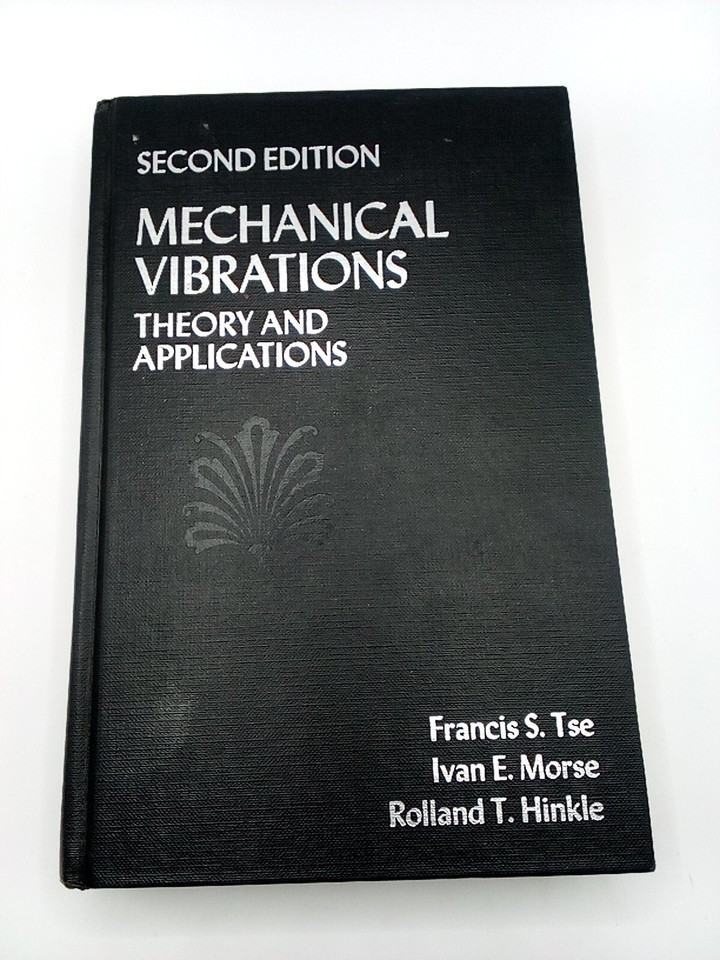 SECOND EDITION
MECHANICAL
VIBRATIONS
THEORY AND
APPLICATIONS
Francis S. Tse
Ivan E. Morse
Rolland T. Hinkle